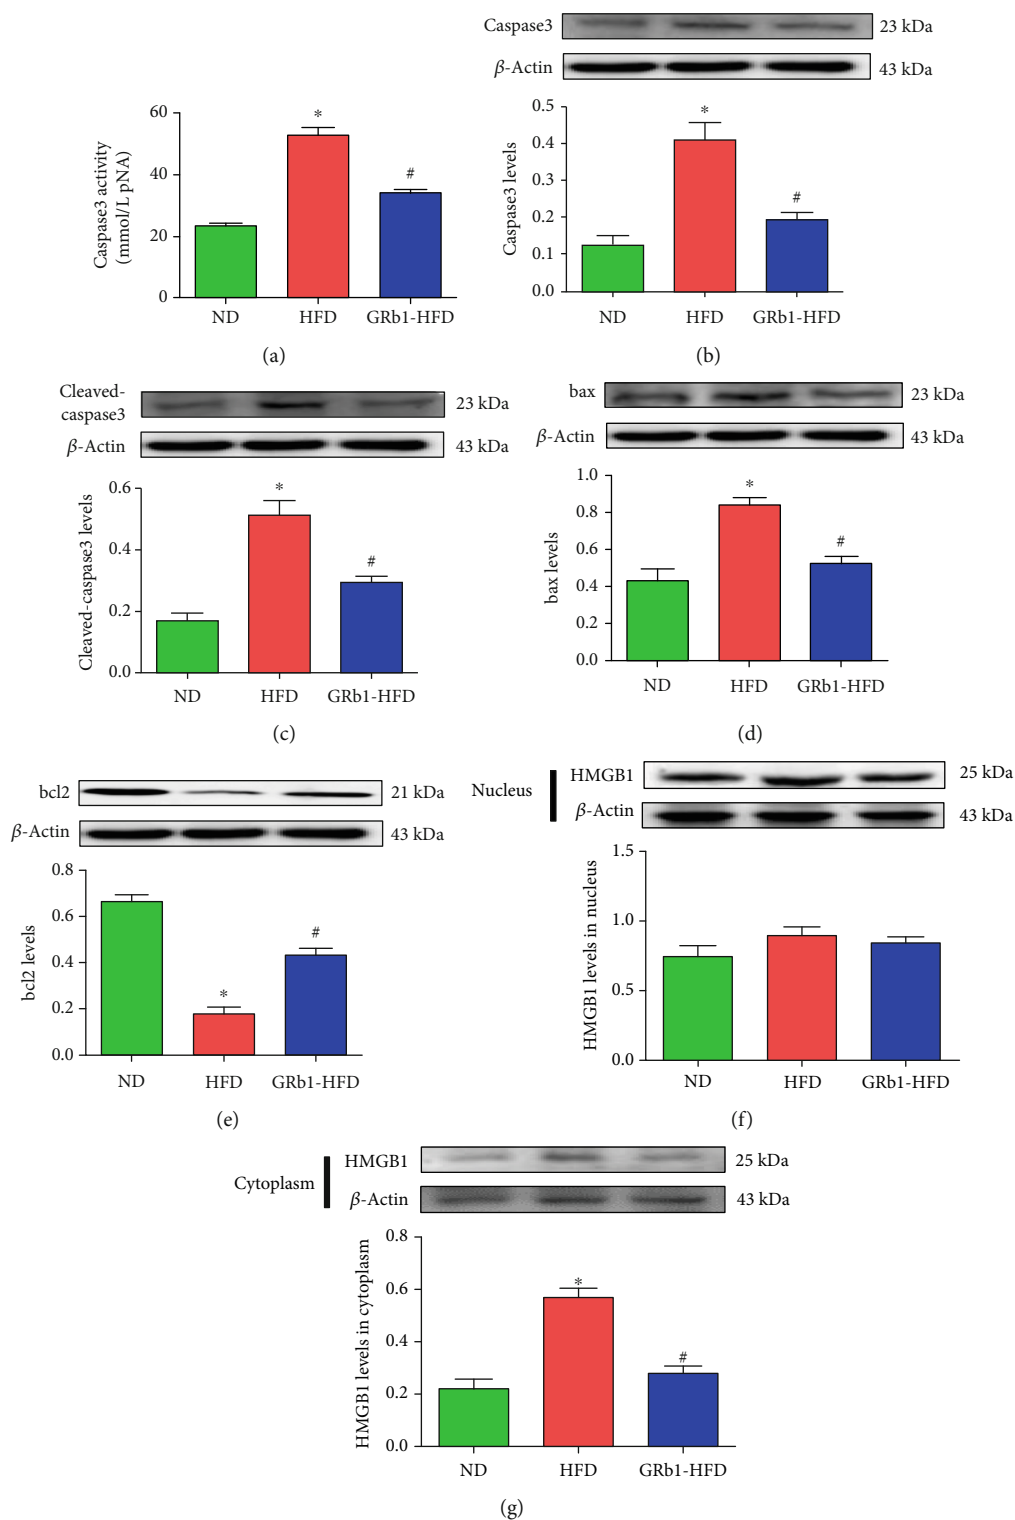 Caspase3
23 kDa
β-Actin
43 kDa
Caspase3 activity
(mmol/L pNA)
60
40
20
0
*
#
ND
HFD
GRb1-HFD
(a)
Caspase3 levels
0.5
0.4
0.3
0.2
0.1
0.0
*
#
ND
HFD
GRb1-HFD
(b)
Cleaved-
caspase3
23 kDa
β-Actin
43 kDa
Cleaved-caspase3 levels
0.6
0.4
0.2
0.0
*
#
ND
HFD
GRb1-HFD
(c)
bax
23 kDa
β-Actin
43 kDa
bax levels
1.0
0.8
0.6
0.4
0.2
0.0
*
#
ND
HFD
GRb1-HFD
(d)
bcl2
21 kDa
β-Actin
43 kDa
bcl2 levels
0.8
0.6
0.4
0.2
0.0
*
#
ND
HFD
GRb1-HFD
(e)
Nucleus
HMGB1
25 kDa
β-Actin
43 kDa
HMGB1 levels in nucleus
1.5
1.0
0.5
0.0
ND
HFD
GRb1-HFD
(f)
Cytoplasm
HMGB1
25 kDa
β-Actin
43 kDa
HMGB1 levels in cytoplasm
0.8
0.6
0.4
0.2
0.0
*
#
ND
HFD
GRb1-HFD
(g)